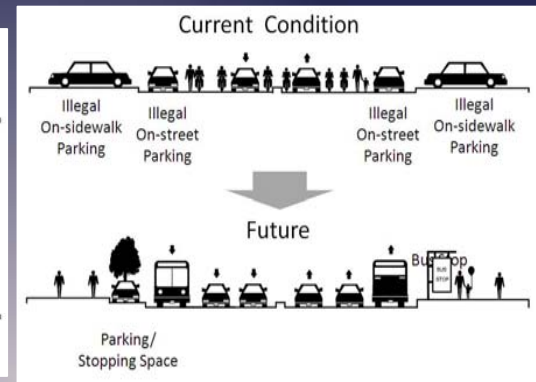 Current Condition
Illegal
On-sidewalk
Parking
Illegal
On-street
Parking
Illegal
On-street
Parking
Illegal
On-sidewalk
Parking
Future
Bus Stop
BUS
STOP
Parking/
Stopping Space